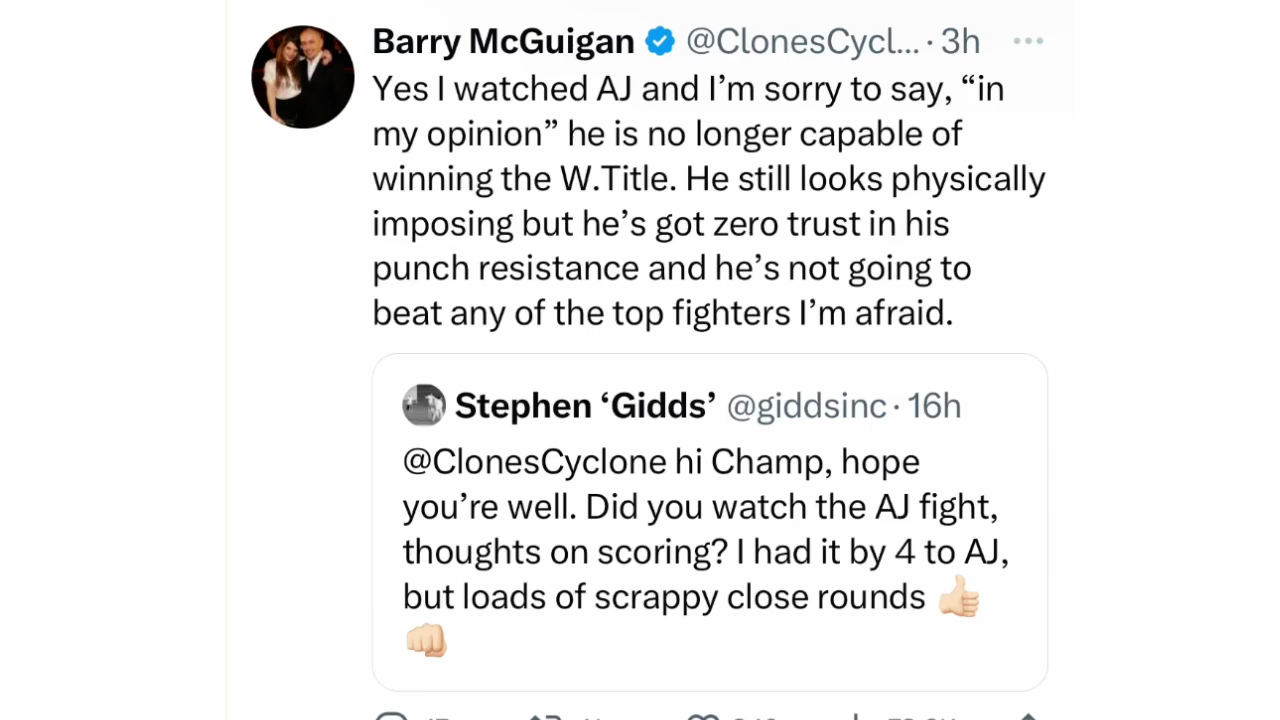 Barry McGuigan @ClonesCycl... · 3h
Yes I watched AJ and I’m sorry to say, “in
my opinion” he is no longer capable of
winning the W.Title. He still looks physically
imposing but he’s got zero trust in his
punch resistance and he’s not going to
beat any of the top fighters I’m afraid.
Stephen ‘Gidds’ @giddsinc · 16h
@ClonesCyclone hi Champ, hope
you’re well. Did you watch the AJ fight,
thoughts on scoring? I had it by 4 to AJ,
but loads of scrappy close rounds 👍🏻
👊🏻